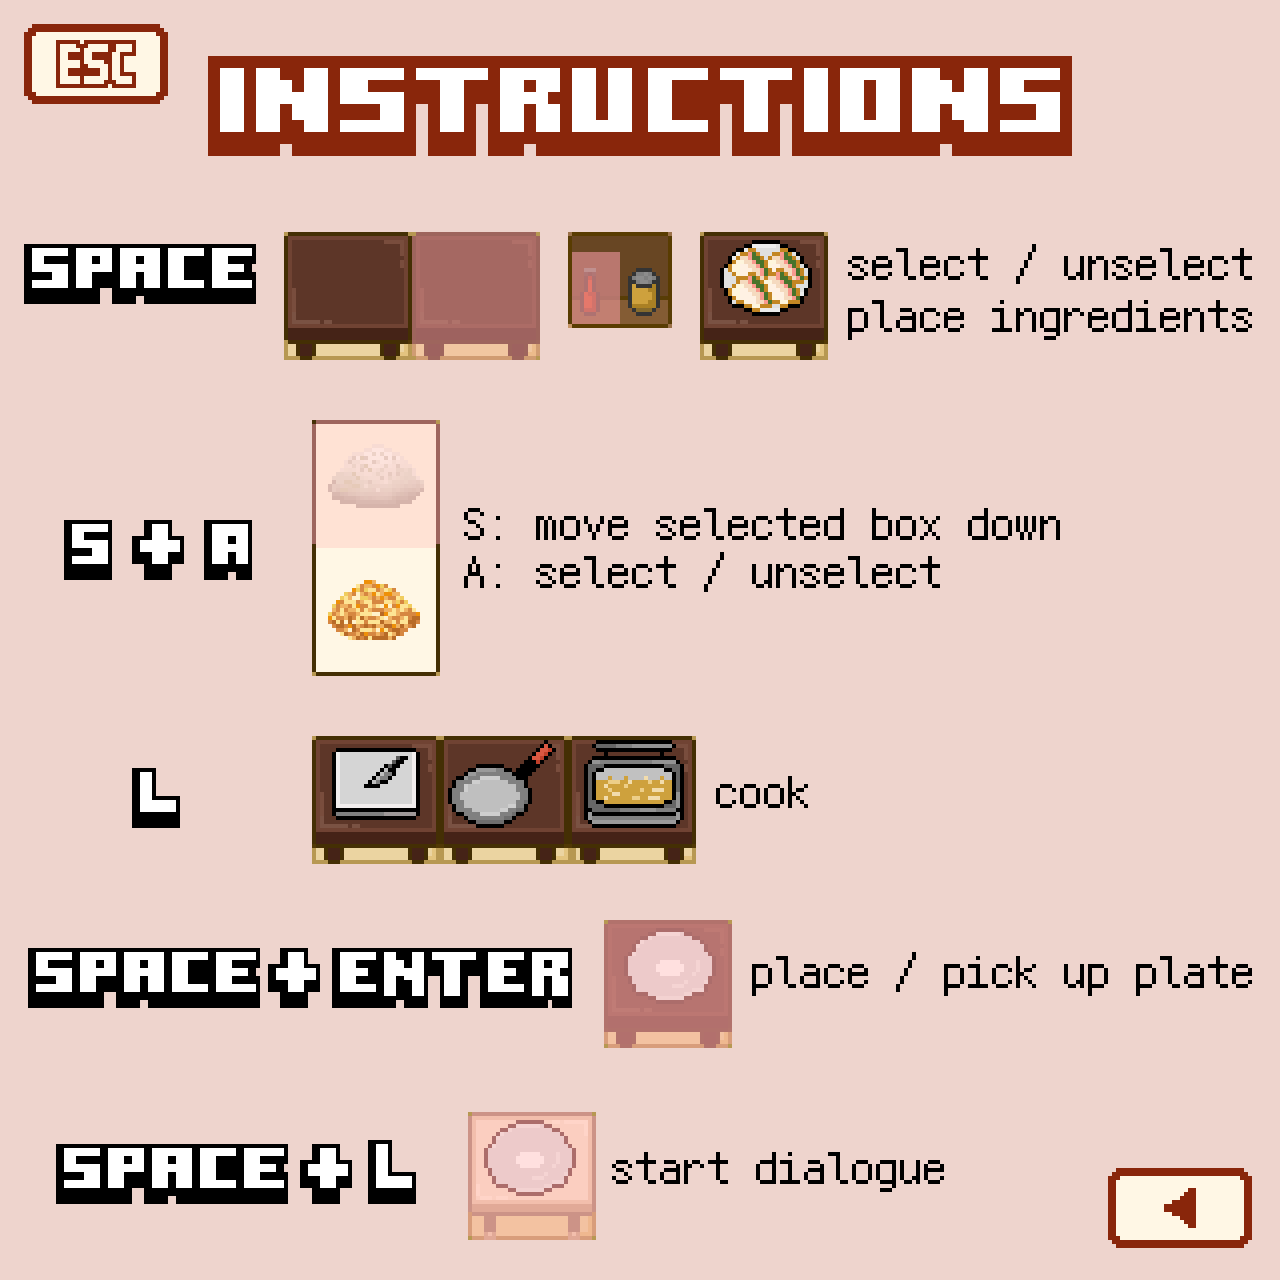 ESC
INSTRUCTIONS
SPACE
select / unselect
place ingredients
S + A
S: move selected box down
A: select / unselect
L
cook
SPACE + ENTER
place / pick up plate
SPACE + L
start dialogue